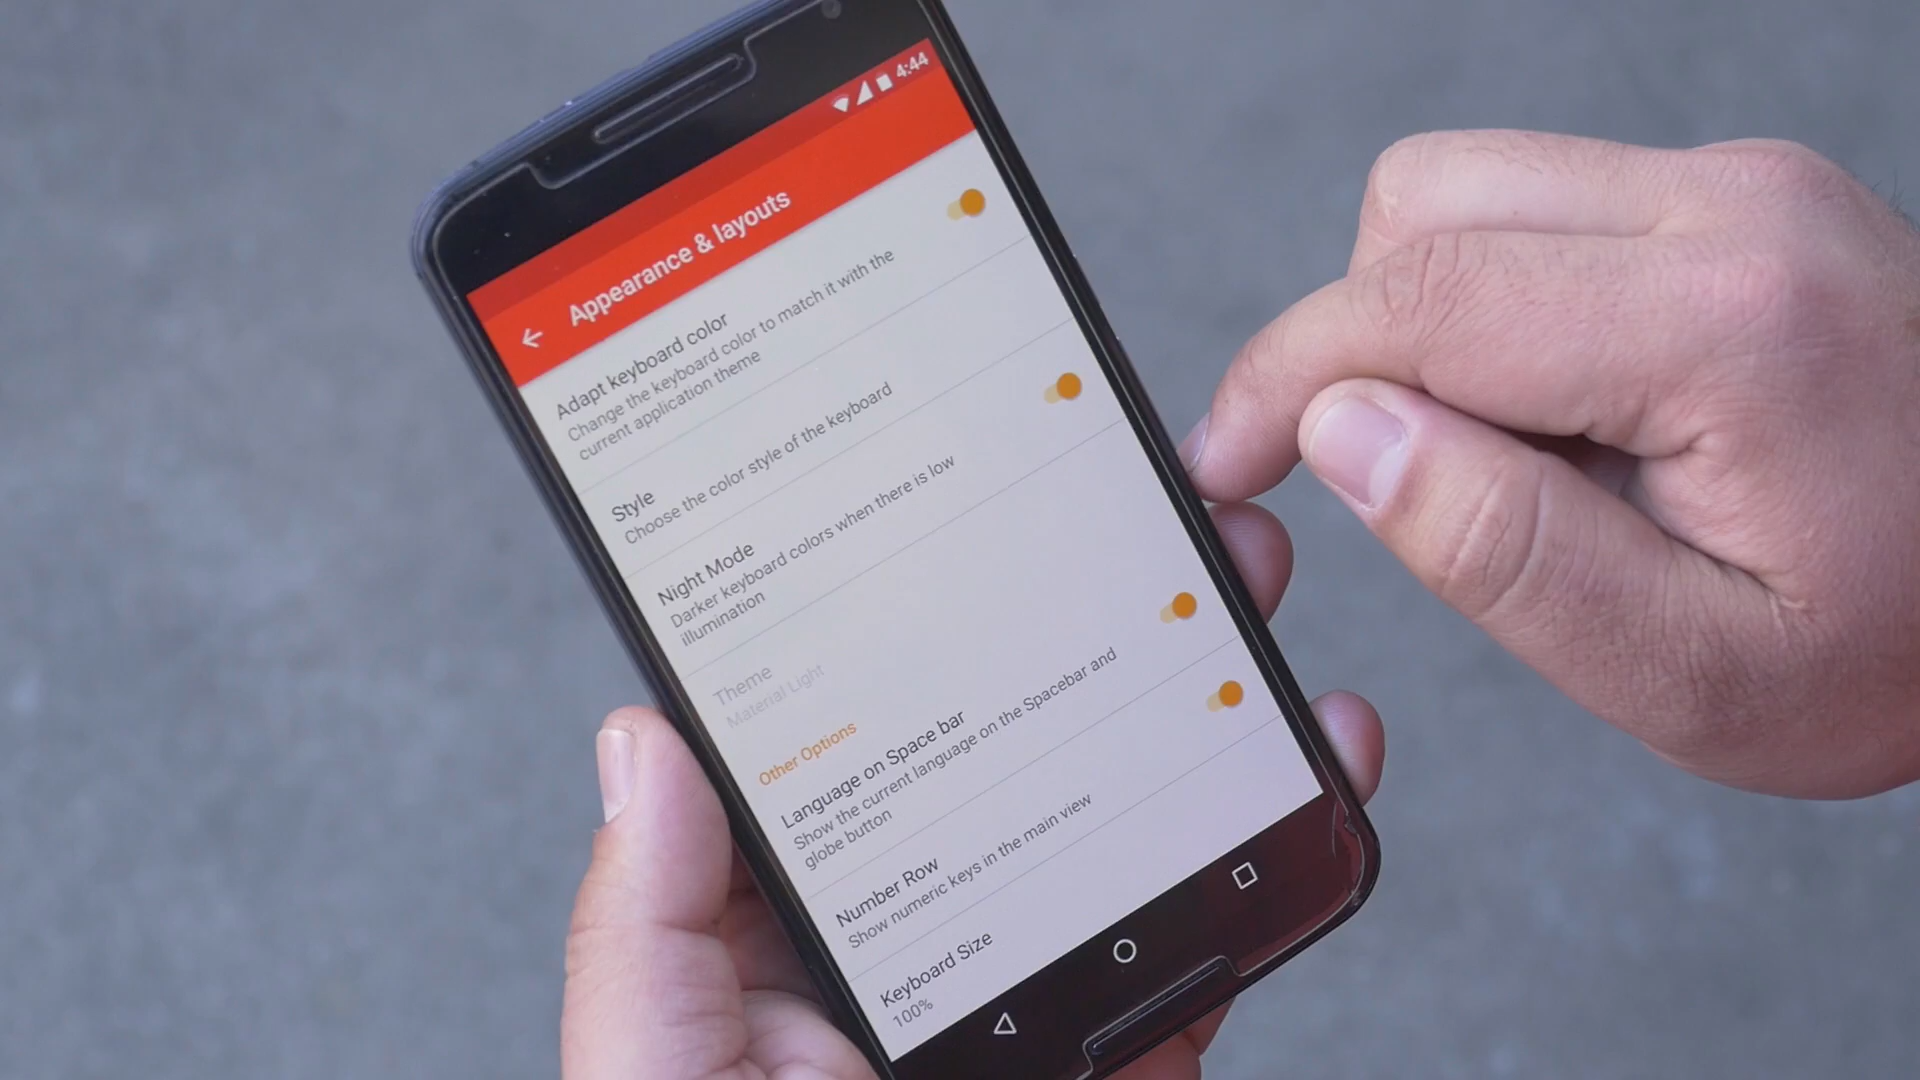 4:44
Appearance & layouts
Adapt keyboard color
Change the keyboard color to match it with the
current application theme
Style
Choose the color style of the keyboard
Night Mode
Darker keyboard colors when there is low
illumination
Theme
Material Light
Other Options
Language on Space bar
Show the current language on the Spacebar and
globe button
Number Row
Show numeric keys in the main view
Keyboard Size
100%